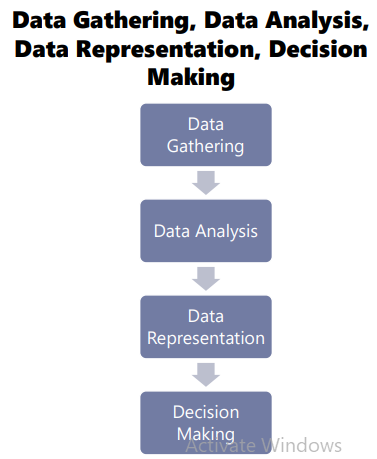 Data Gathering, Data Analysis,
Data Representation, Decision
Making
Data
Gathering
Data Analysis
Data
Representation
Decision
Making
Activate Windows